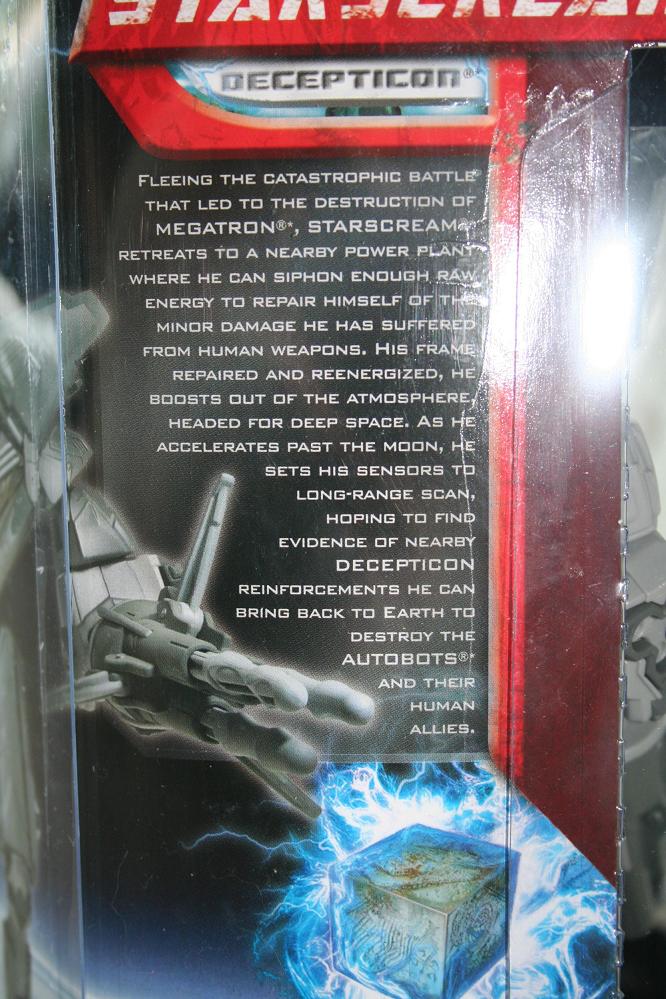 STARSCREAM
DECEPTICON®*
FLEEING THE CATASTROPHIC BATTLE
THAT LED TO THE DESTRUCTION OF
MEGATRON®*, STARSCREAM®*
RETREATS TO A NEARBY POWER PLANT
WHERE HE CAN SIPHON ENOUGH RAW
ENERGY TO REPAIR HIMSELF OF THE
MINOR DAMAGE HE HAS SUFFERED
FROM HUMAN WEAPONS. HIS FRAME
REPAIRED AND REENERGIZED, HE
BOOSTS OUT OF THE ATMOSPHERE,
HEADED FOR DEEP SPACE. AS HE
ACCELERATES PAST THE MOON, HE
SETS HIS SENSORS TO
LONG-RANGE SCAN,
HOPING TO FIND
EVIDENCE OF NEARBY
DECEPTICON
REINFORCEMENTS HE CAN
BRING BACK TO EARTH TO
DESTROY THE
AUTOBOTS®*
AND THEIR
HUMAN
ALLIES.